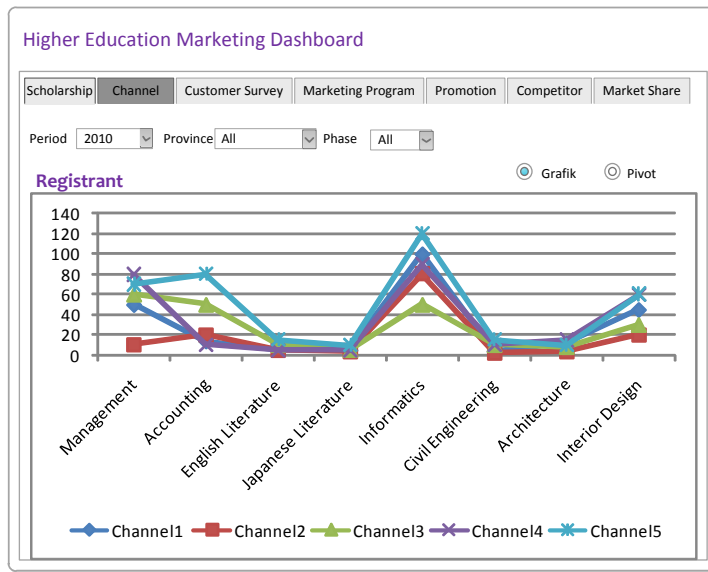 Higher Education Marketing Dashboard
Scholarship Channel Customer Survey Marketing Program Promotion Competitor Market Share
Period 2010 Province All Phase All
Registrant Grafik Pivot
140
120
100
80
60
40
20
0
Management Accounting English Literature Japanese Literature Informatics Civil Engineering Architecture Interior Design
Channel1 Channel2 Channel3 Channel4 Channel5